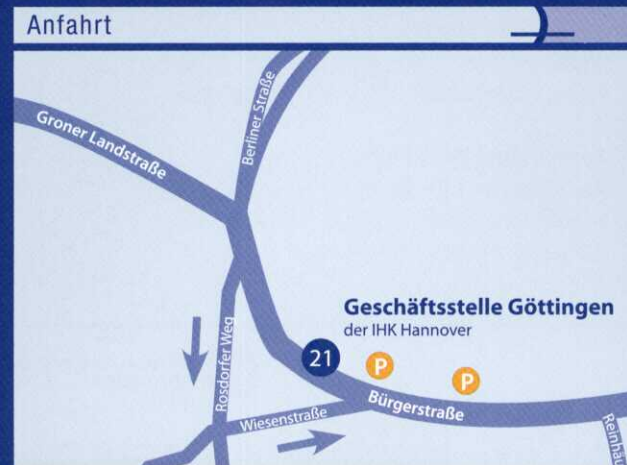 Anfahrt
Berliner Straße
Groner Landstraße
Geschäftsstelle Göttingen
der IHK Hannover
21
P
P
Rosdorfer Weg
Bürgerstraße
Wiesenstraße